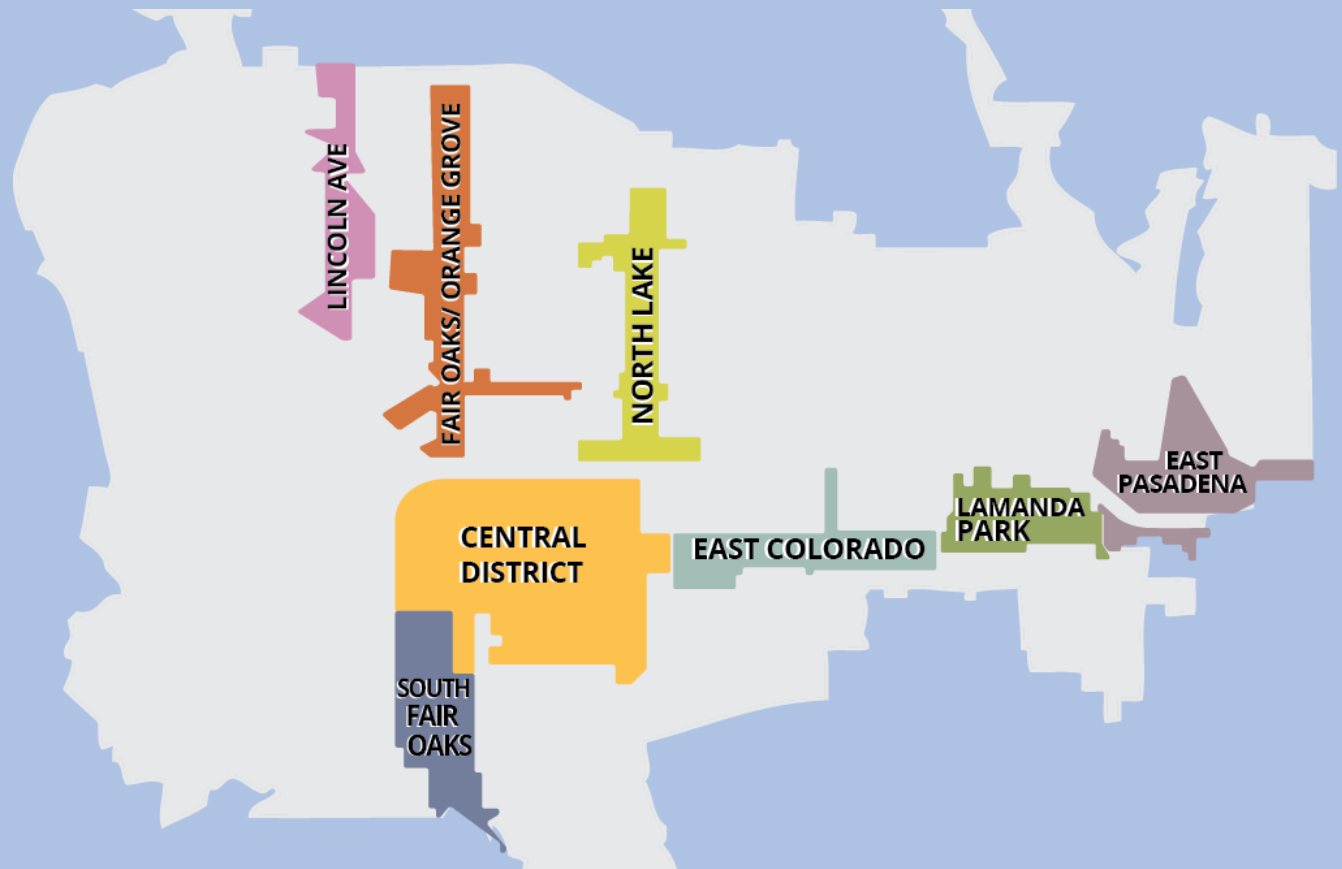 LINCOLN AVE
FAIR OAKS/ ORANGE GROVE
NORTH LAKE
CENTRAL
DISTRICT
EAST COLORADO
LAMANDA
PARK
EAST
PASADENA
SOUTH
FAIR
OAKS